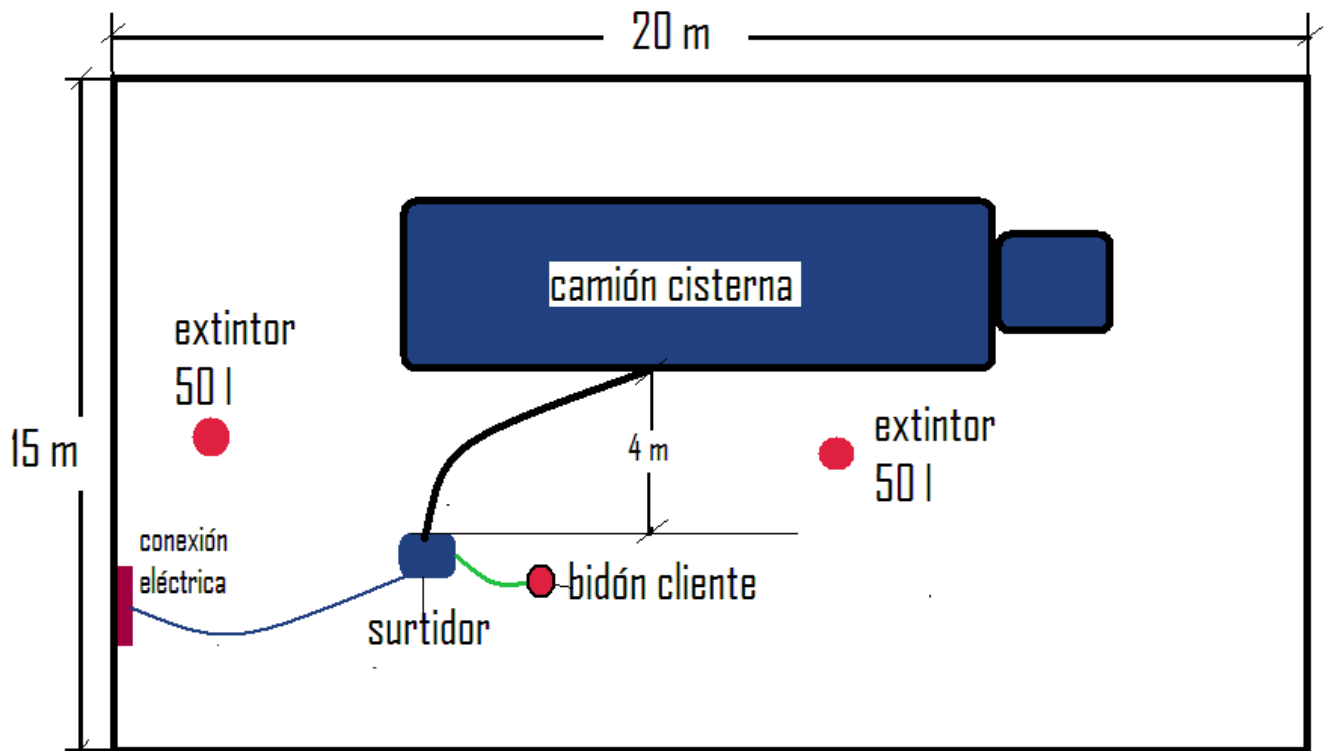 20 m
camión cisterna
extintor
50 l
15 m
4 m
extintor
50 l
conexión
eléctrica
bidón cliente
surtidor